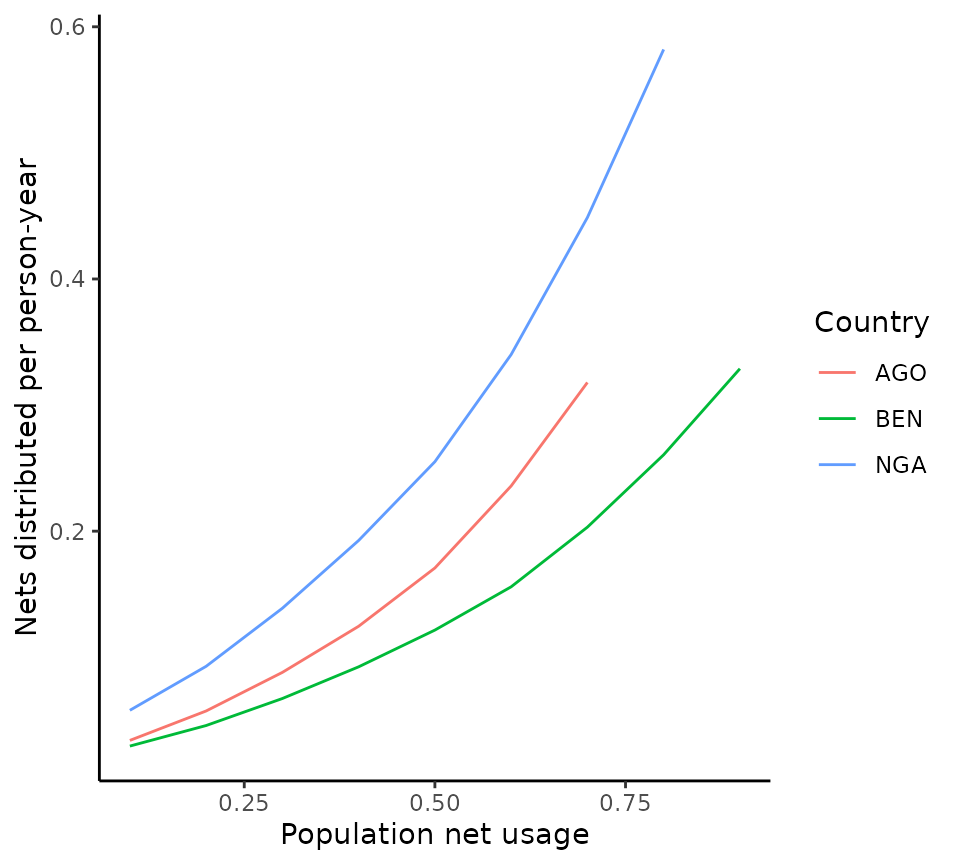 Nets distributed per person-year
0.6
0.4
0.2
0.25 0.50 0.75
Population net usage
Country
AGO
BEN
NGA